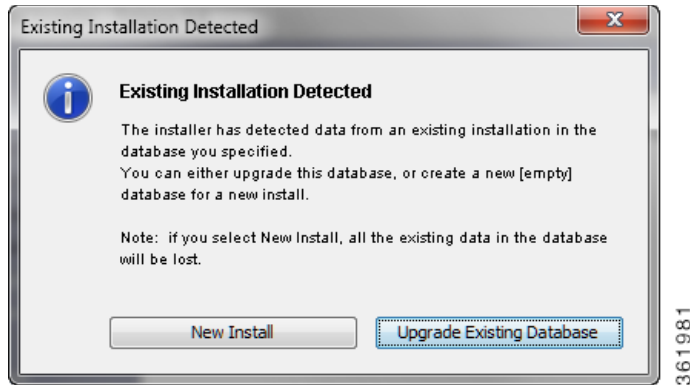 Existing Installation Detected
Existing Installation Detected
The installer has detected data from an existing installation in the
database you specified.
You can either upgrade this database, or create a new [empty]
database for a new install.
Note: if you select New Install, all the existing data in the database
will be lost.
New Install
Upgrade Existing Database
361981